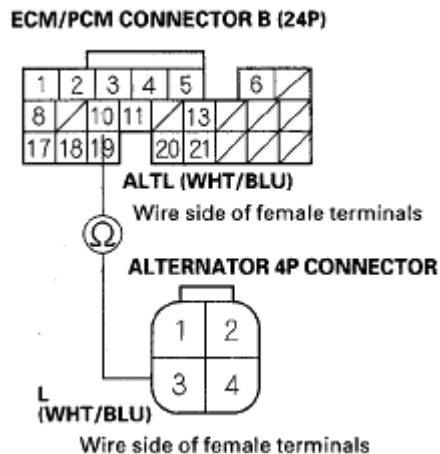 ECM/PCM CONNECTOR B (24P)
1 2 3 4 5 6
8 10 11 13
17 18 19 20 21
ALTL (WHT/BLU)
Wire side of female terminals
Ω
ALTERNATOR 4P CONNECTOR
1 2
3 4
L
(WHT/BLU)
Wire side of female terminals